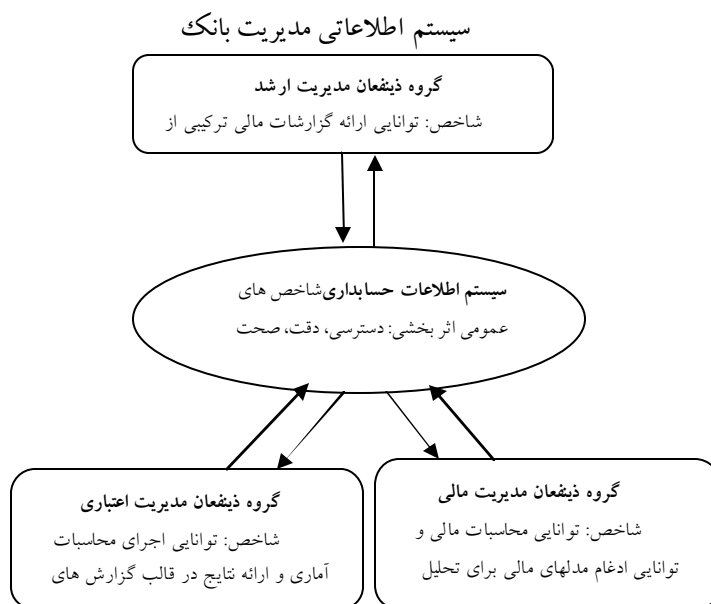 سیستم اطلاعاتی مدیریت بانک
گروه ذینفعان مدیریت ارشد
شاخص: توانایی ارائه گزارشات مالی ترکیبی از
سیستم اطلاعات حسابداری شاخص های
عمومی اثر بخشی: دسترسی، دقت، صحت
گروه ذینفعان مدیریت مالی
شاخص: توانایی محاسبات مالی و
توانایی ادغام مدلهای مالی برای تحلیل
گروه ذینفعان مدیریت اعتباری
شاخص: توانایی اجرای محاسبات
آماری و ارائه نتایج در قالب گزارش های